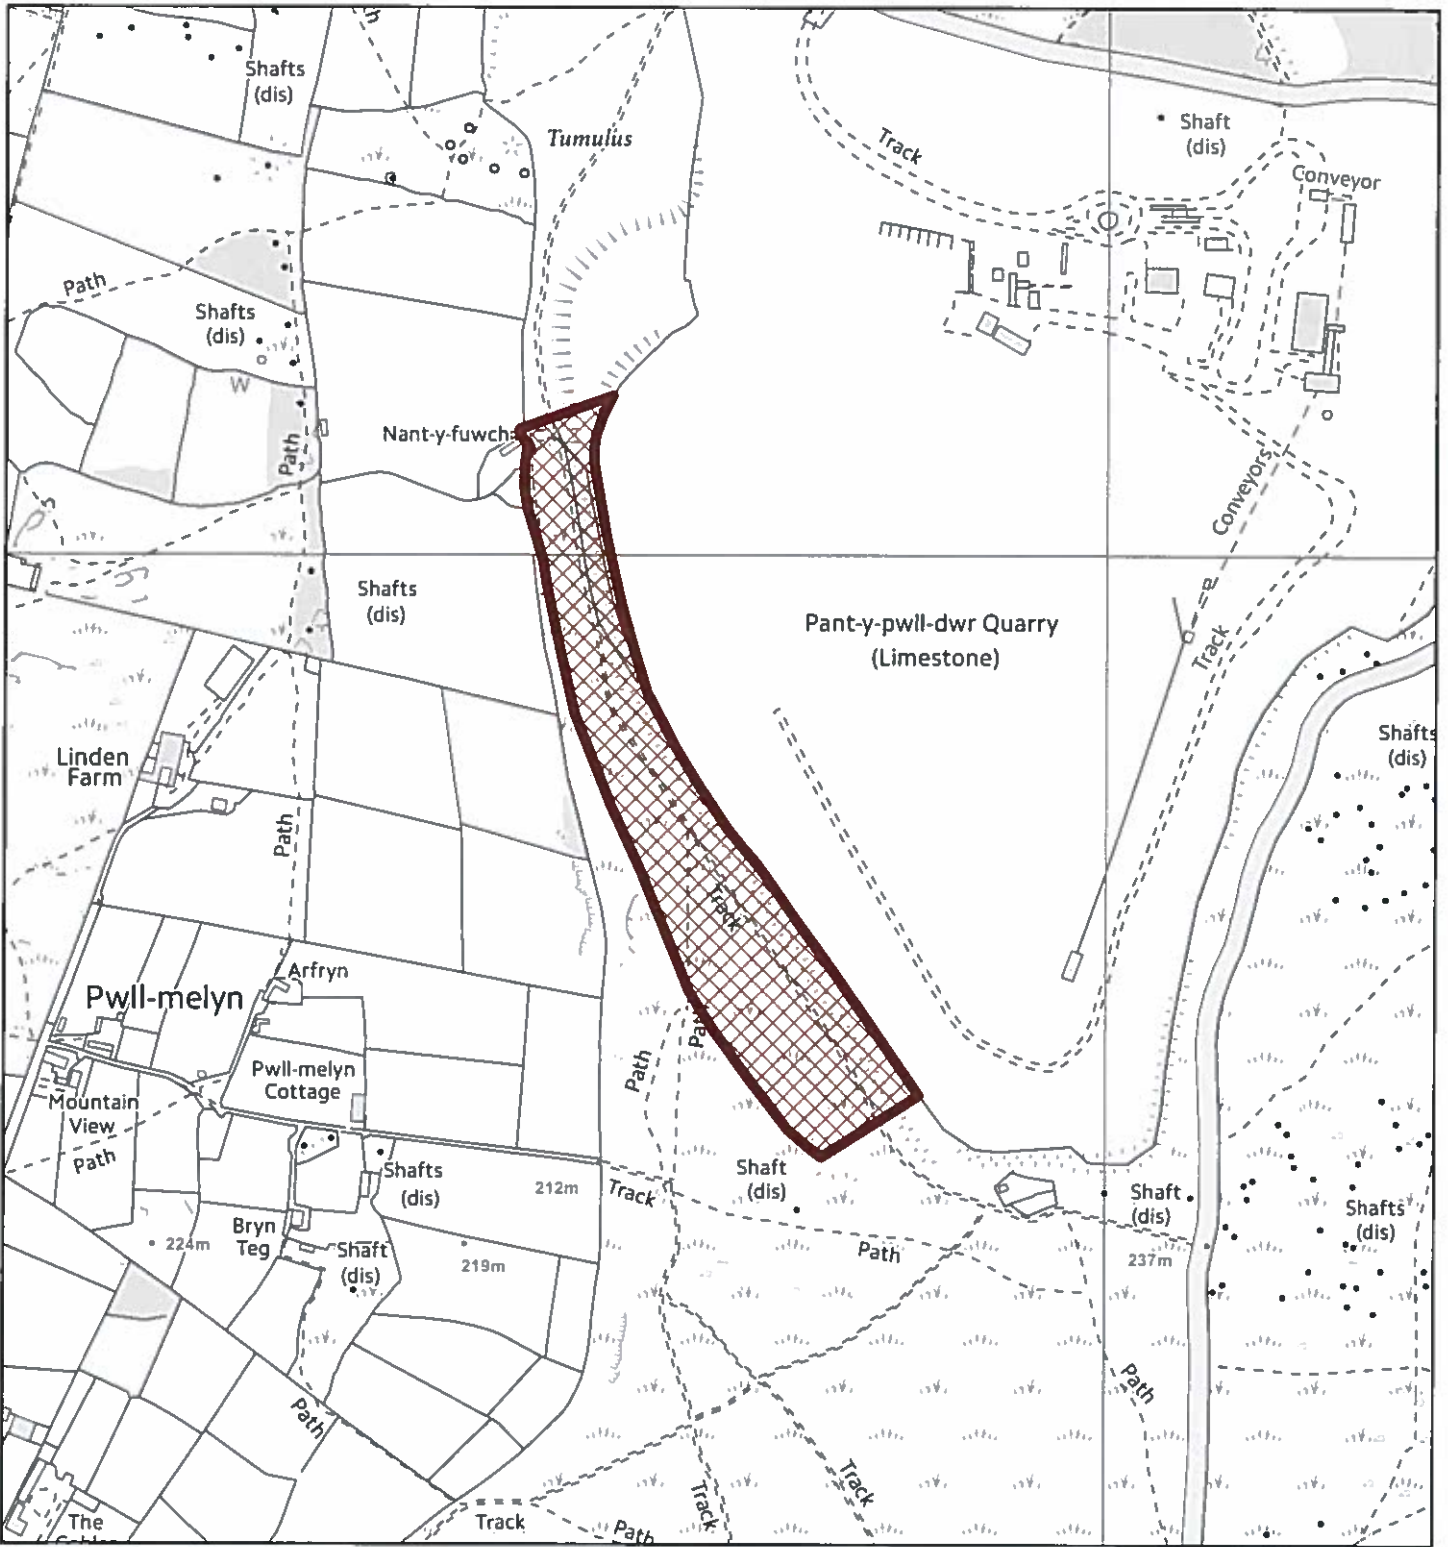 Shafts
(dis)
Tumulus
Track
Shaft
(dis)
Conveyor
Path
Shafts
(dis)
W
Path
Nant-y-fuwch
Conveyors
Shafts
(dis)
Pant-y-pwll-dwr Quarry
(Limestone)
Track
Linden
Farm
Path
Shafts
(dis)
Track
Arfryn
Pwll-melyn
Path
Path
Pwll-melyn
Cottage
Mountain
View
Path
Shafts
(dis)
212m
Track
Shaft
(dis)
Shaft
(dis)
Shafts
(dis)
Bryn
Teg
224m
Shaft
(dis)
219m
Path
237m
Path
Path
Track
Track
Track
Path
The